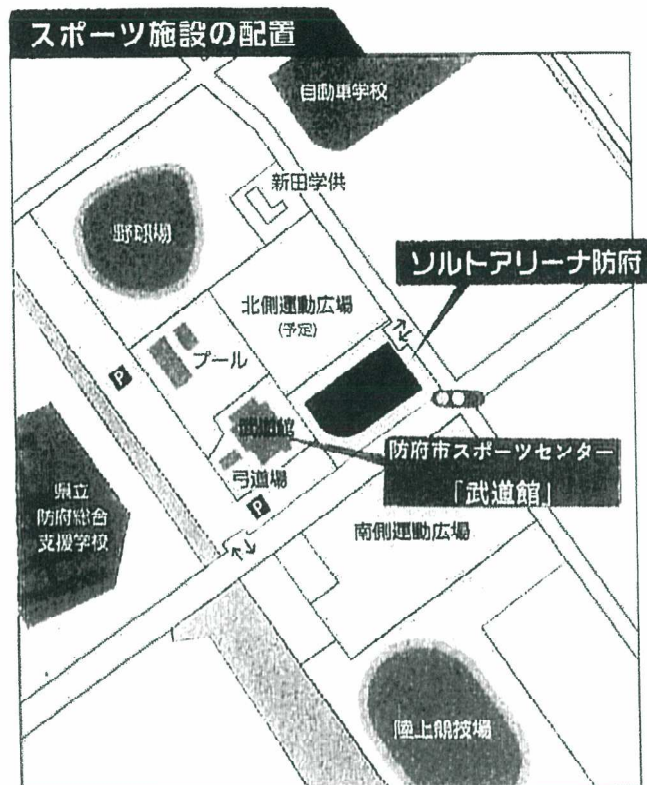 スポーツ施設の配置
自動車学校
新田学供
野球場
ソルトアリーナ防府
北側運動広場
(予定)
プール
P
武道館
防府市スポーツセンター
「武道館」
弓道場
県立
防府総合
支援学校
P
南側運動広場
陸上競技場